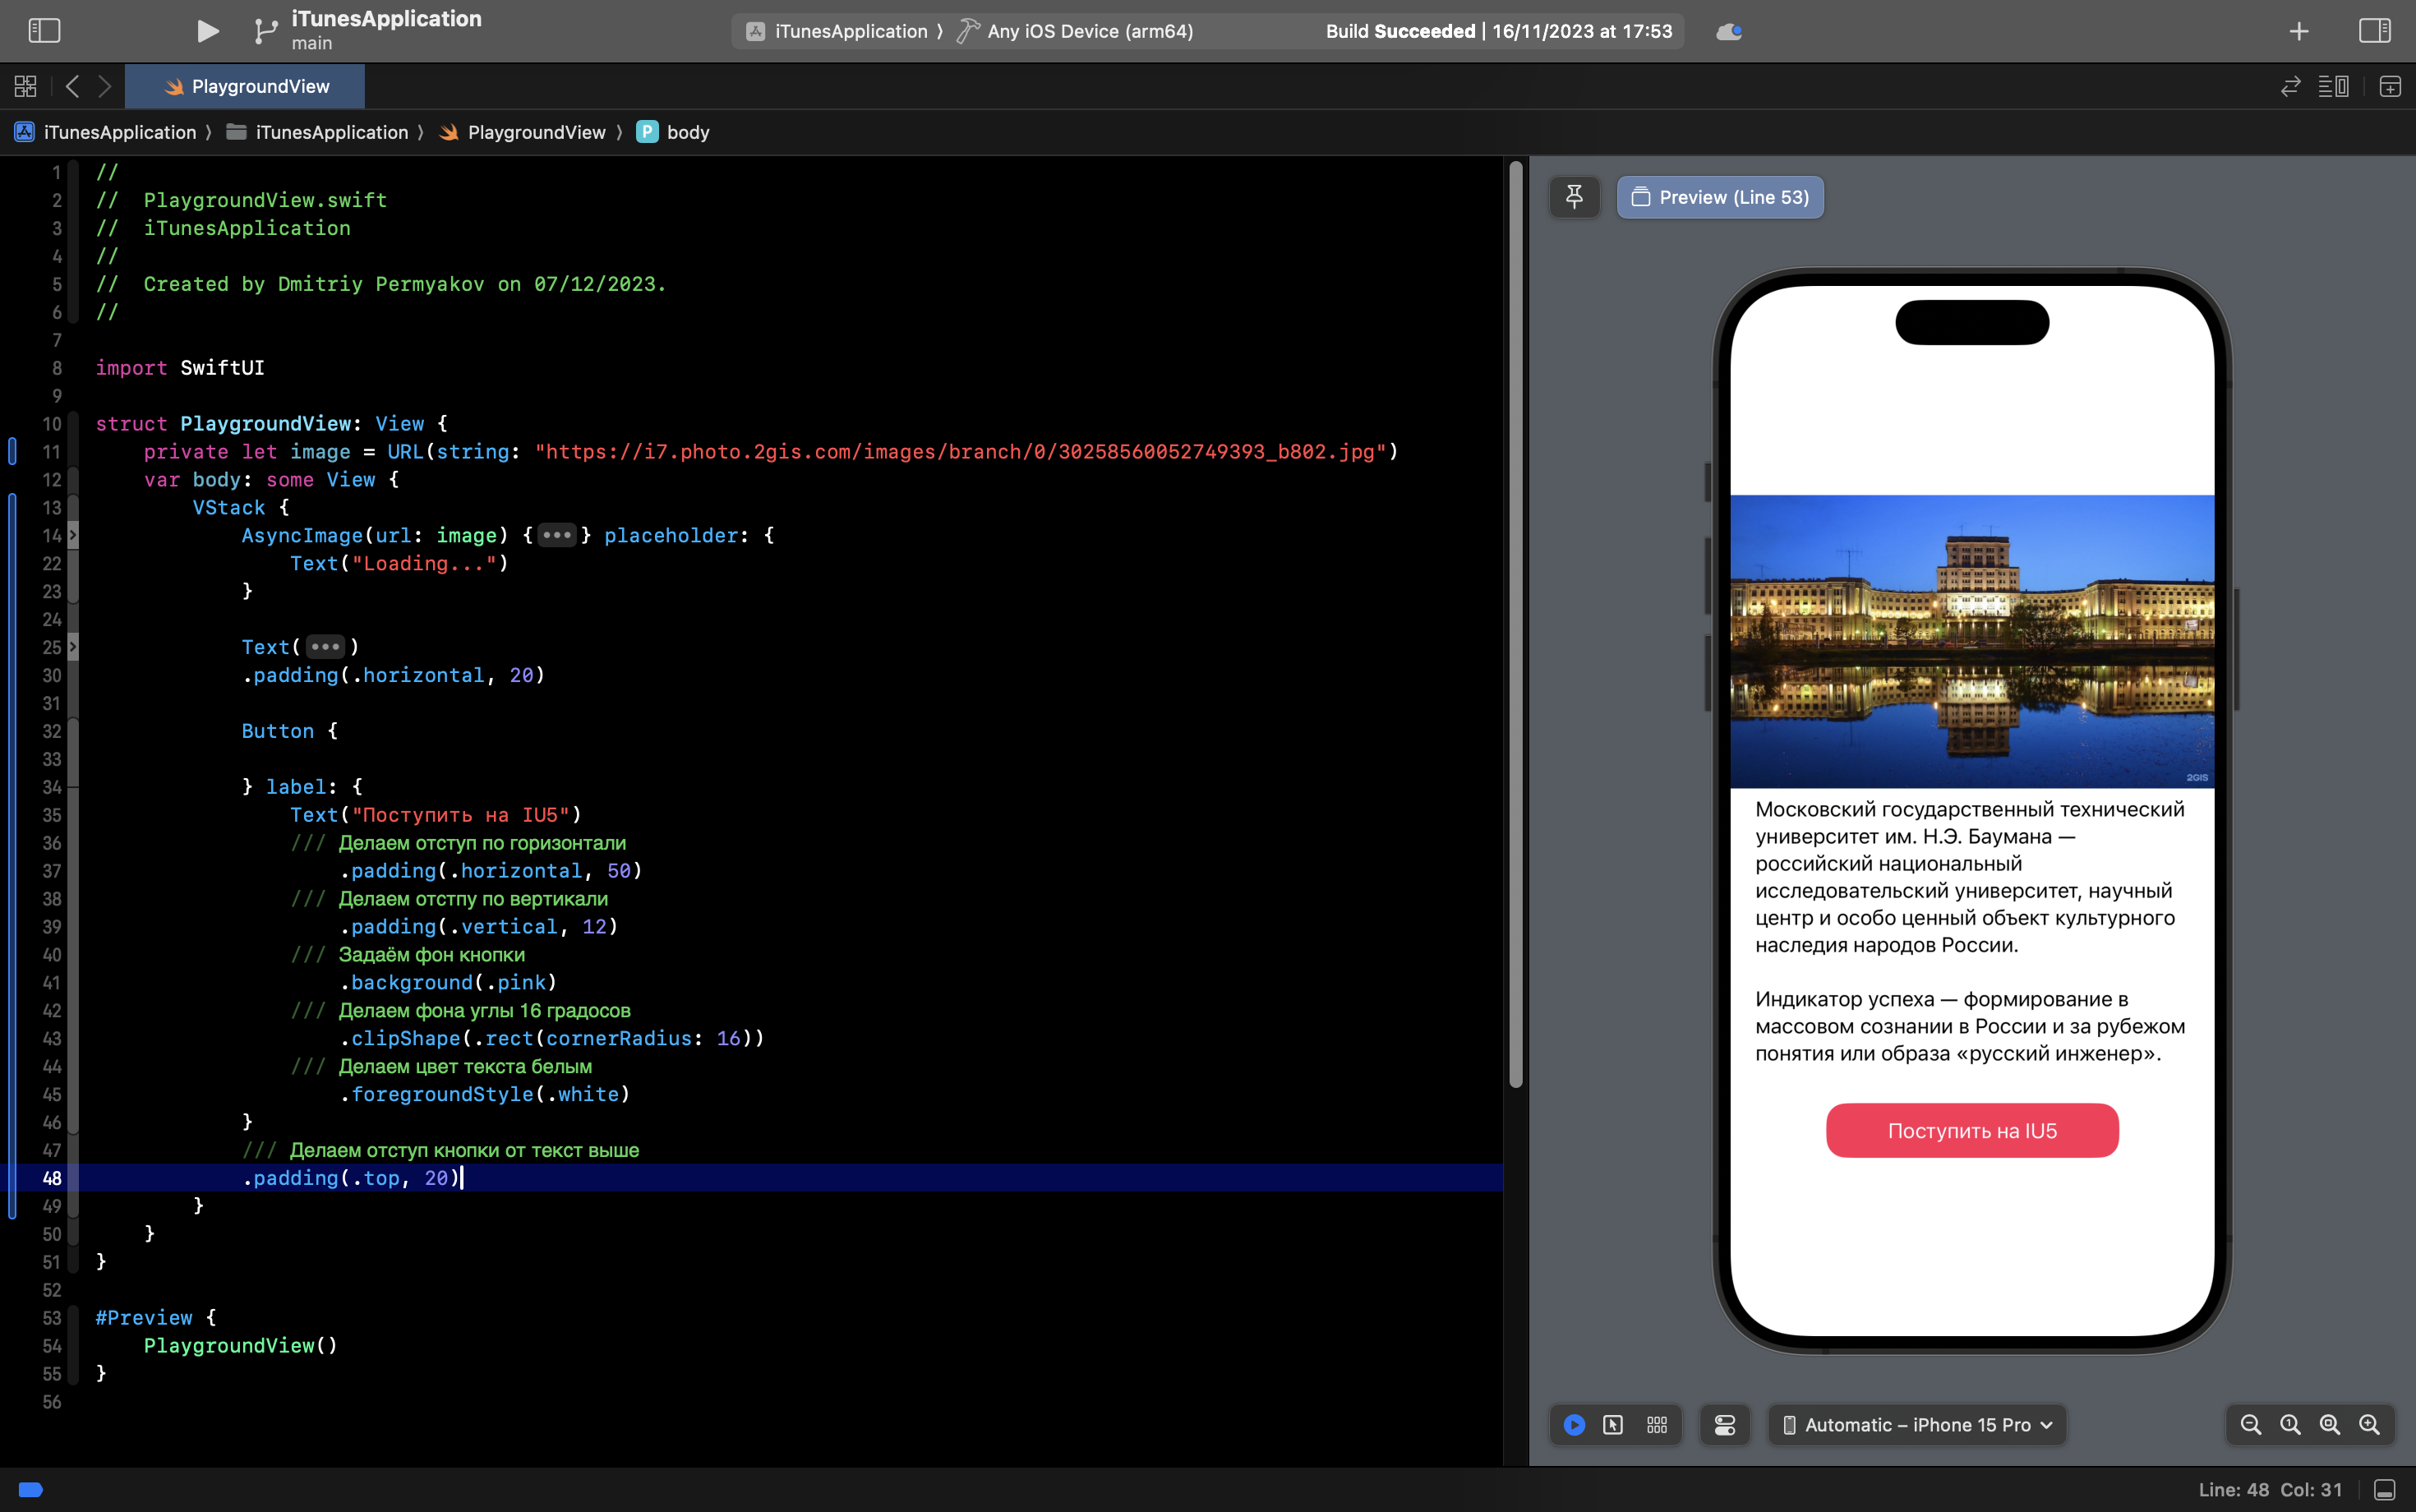 iTunesApplication
main
iTunesApplication ⟩ Any iOS Device (arm64)
Build Succeeded | 16/11/2023 at 17:53
PlaygroundView
iTunesApplication ⟩ iTunesApplication ⟩ PlaygroundView ⟩ P body
1 //
2 //  PlaygroundView.swift
3 //  iTunesApplication
4 //
5 //  Created by Dmitriy Permyakov on 07/12/2023.
6 //
7
8 import SwiftUI
9
10 struct PlaygroundView: View {
11     private let image = URL(string: "https://i7.photo.2gis.com/images/branch/0/30258560052749393_b802.jpg")
12     var body: some View {
13         VStack {
14             AsyncImage(url: image) {•••} placeholder: {
22                 Text("Loading...")
23             }
24
25             Text(•••)
30             .padding(.horizontal, 20)
31
32             Button {
33
34             } label: {
35                 Text("Поступить на IU5")
36                 /// Делаем отступ по горизонтали
37                     .padding(.horizontal, 50)
38                 /// Делаем отстпу по вертикали
39                     .padding(.vertical, 12)
40                 /// Задаём фон кнопки
41                     .background(.pink)
42                 /// Делаем фона углы 16 градосов
43                     .clipShape(.rect(cornerRadius: 16))
44                 /// Делаем цвет текста белым
45                     .foregroundStyle(.white)
46             }
47             /// Делаем отступ кнопки от текст выше
48             .padding(.top, 20)
49         }
50     }
51 }
52
53 #Preview {
54     PlaygroundView()
55 }
56
Preview (Line 53)
2GIS
Московский государственный технический
университет им. Н.Э. Баумана —
российский национальный
исследовательский университет, научный
центр и особо ценный объект культурного
наследия народов России.
Индикатор успеха — формирование в
массовом сознании в России и за рубежом
понятия или образа «русский инженер».
Поступить на IU5
Automatic – iPhone 15 Pro
Line: 48 Col: 31